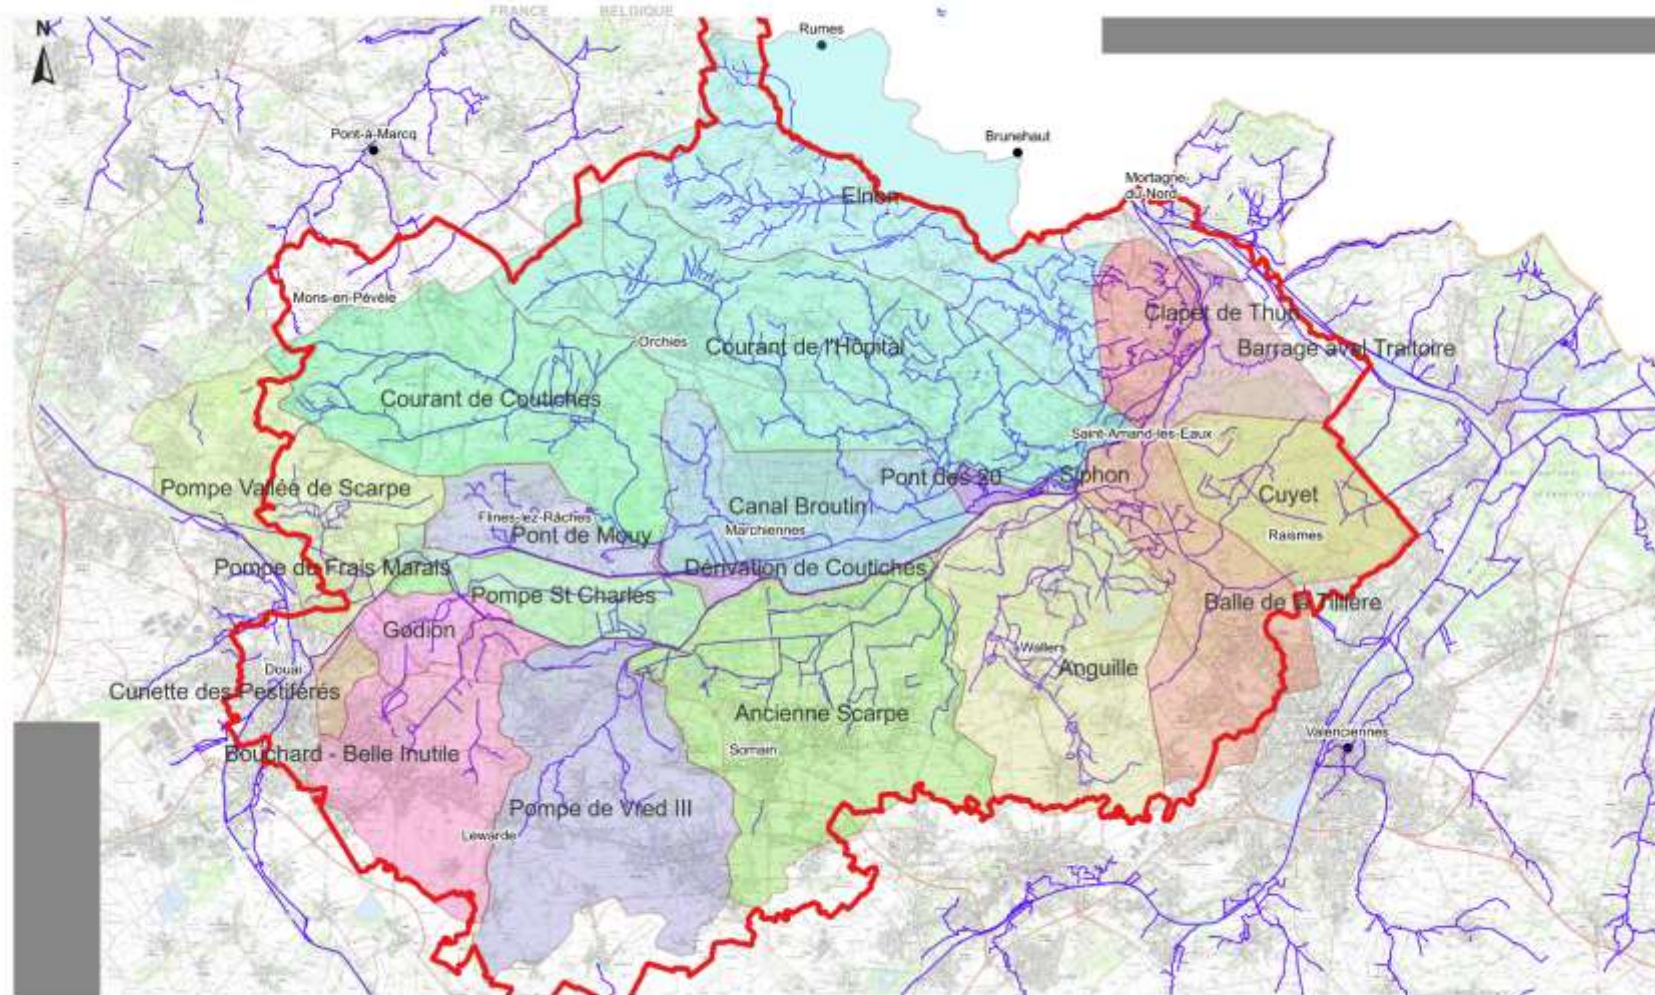 FRANCE BELGIQUE
N
Rumes
Pont-à-Marcq
Brunehaut
Mortagne-
du-Nord
Elnon
Mons-en-Pévèle
Clapet de Thun
Orchies
Courant de l'Hôpital
Barrage aval Traitoire
Courant de Coutiches
Saint-Amand-les-Eaux
Pompe Vallée de Scarpe
Pont des 20
Siphon
Cuyet
Canal Broutin
Flines-lez-Râches
Pont de Mouy
Marchiennes
Raismes
Pompe du Frais Marais
Dérivation de Coutiches
Pompe St Charles
Balle de la Tillière
Godion
Wallers
Anguille
Douai
Cunette des Pestiférés
Ancienne Scarpe
Bouchard - Belle Inutile
Somain
Valenciennes
Pompe de Vred III
Lewarde